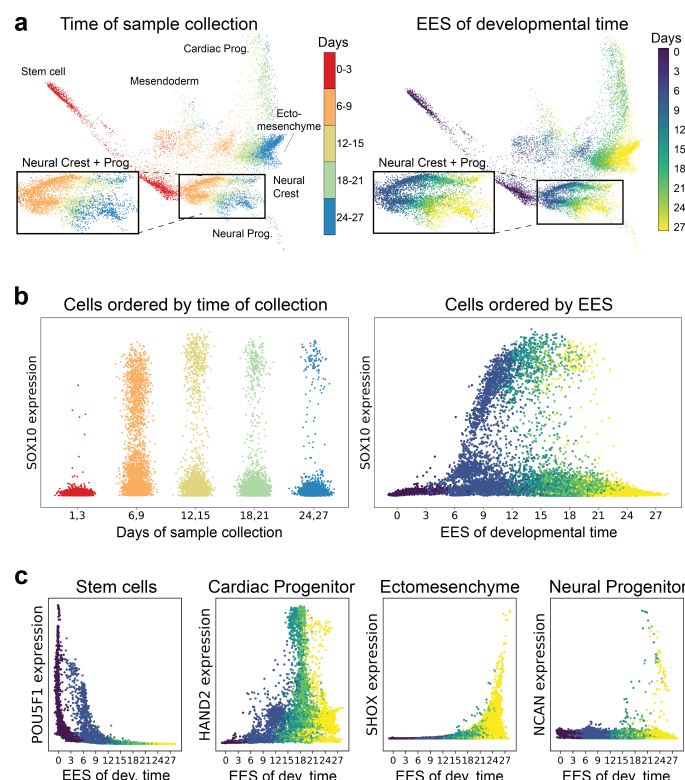 a
Time of sample collection
EES of developmental time
Days
0-3
6-9
12-15
18-21
24-27
Stem cell
Mesendoderm
Cardiac Prog.
Ecto-
mesenchyme
Neural Crest + Prog.
Neural
Crest
Neural Prog.
Neural Crest + Prog.
Days
0
3
6
9
12
15
18
21
24
27
b
Cells ordered by time of collection
Cells ordered by EES
SOX10 expression
1,3 6,9 12,15 18,21 24,27
Days of sample collection
SOX10 expression
0 3 6 9 12 15 18 21 24 27
EES of developmental time
c
Stem cells
Cardiac Progenitor
Ectomesenchyme
Neural Progenitor
POU5F1 expression
0 3 6 9 12 15 18 21 24 27
EES of dev. time
HAND2 expression
0 3 6 9 12 15 18 21 24 27
EES of dev. time
SHOX expression
0 3 6 9 12 15 18 21 24 27
EES of dev. time
NCAN expression
0 3 6 9 12 15 18 21 24 27
EES of dev. time